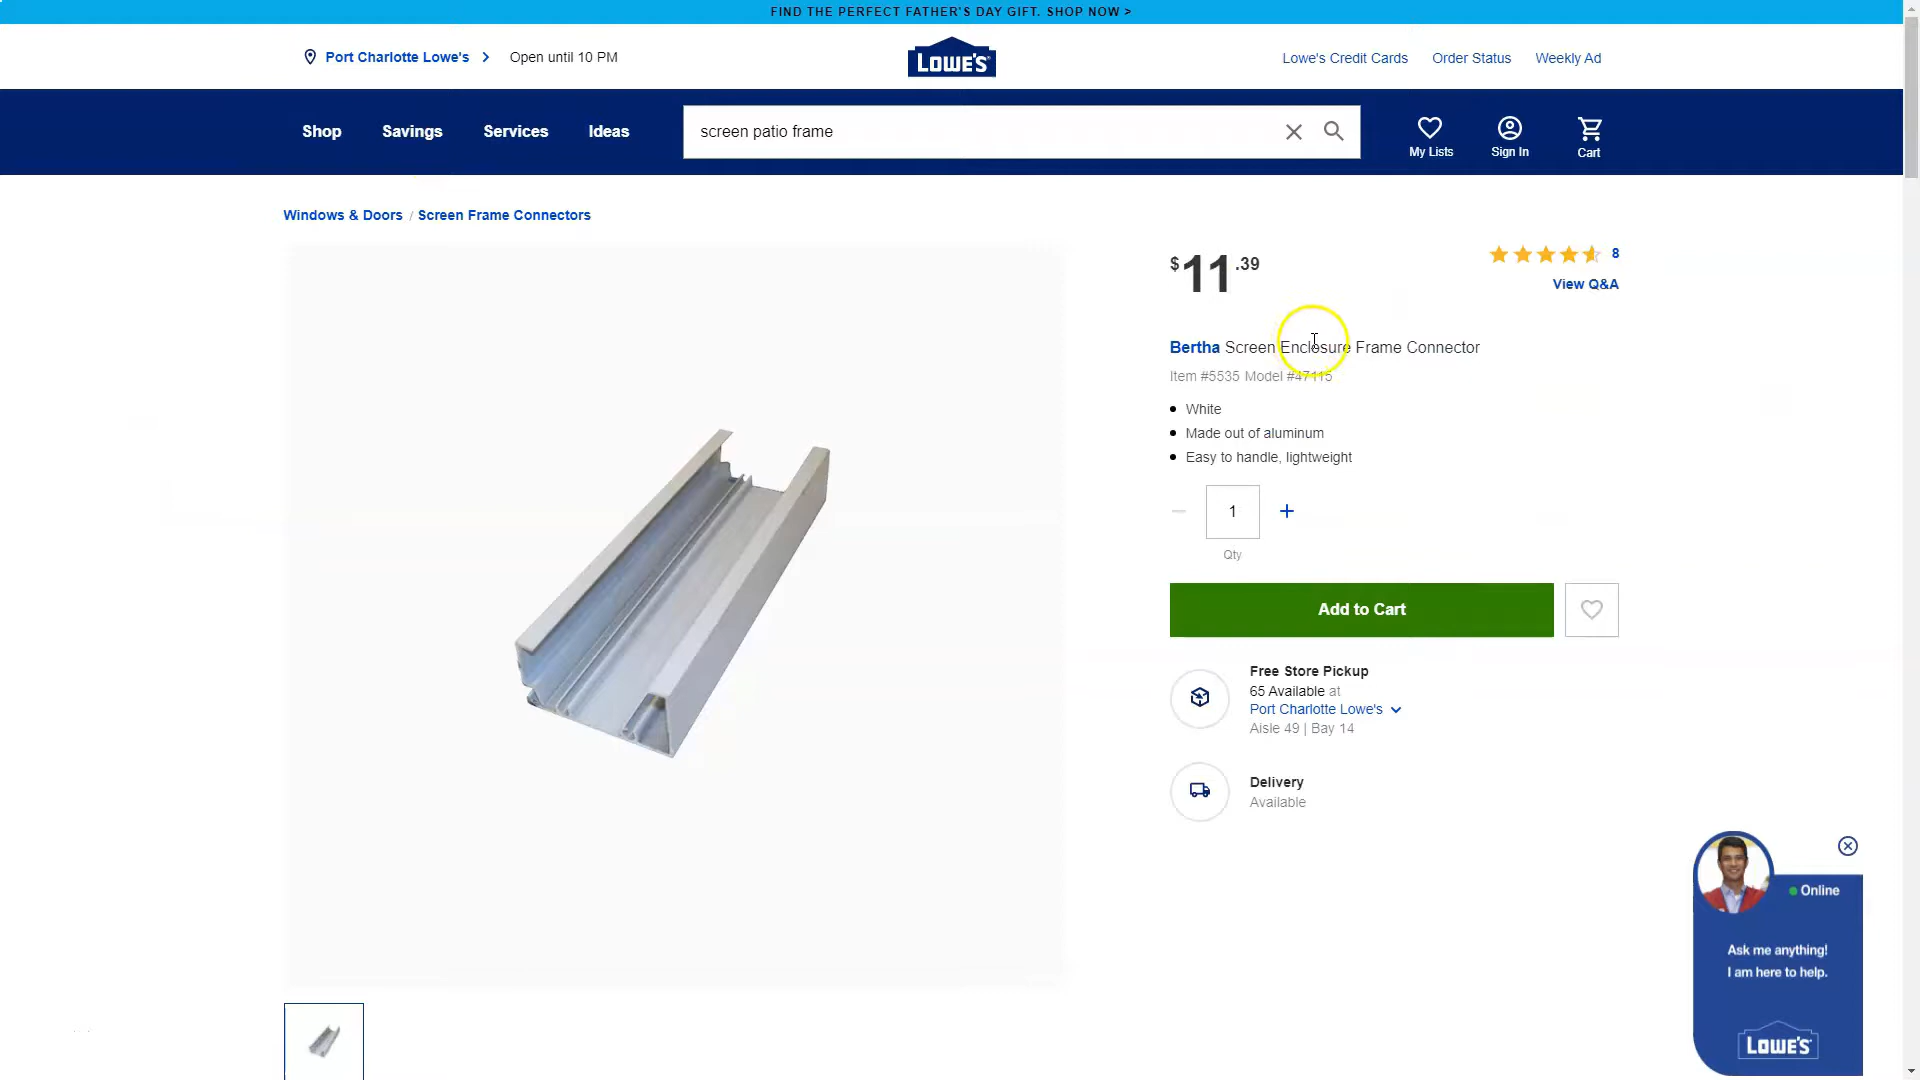 FIND THE PERFECT FATHER'S DAY GIFT. SHOP NOW >
Port Charlotte Lowe's
Open until 10 PM
LOWE'S
Lowe's Credit Cards
Order Status
Weekly Ad
Shop
Savings
Services
Ideas
screen patio frame
My Lists
Sign In
Cart
Windows & Doors / Screen Frame Connectors
$11.39
8
View Q&A
Bertha Screen Enclosure Frame Connector
Item #5535 Model #47115
White
Made out of aluminum
Easy to handle, lightweight
1
Qty
Add to Cart
Free Store Pickup
65 Available at
Port Charlotte Lowe's
Aisle 49 | Bay 14
Delivery
Available
Online
Ask me anything!
I am here to help.
LOWE'S